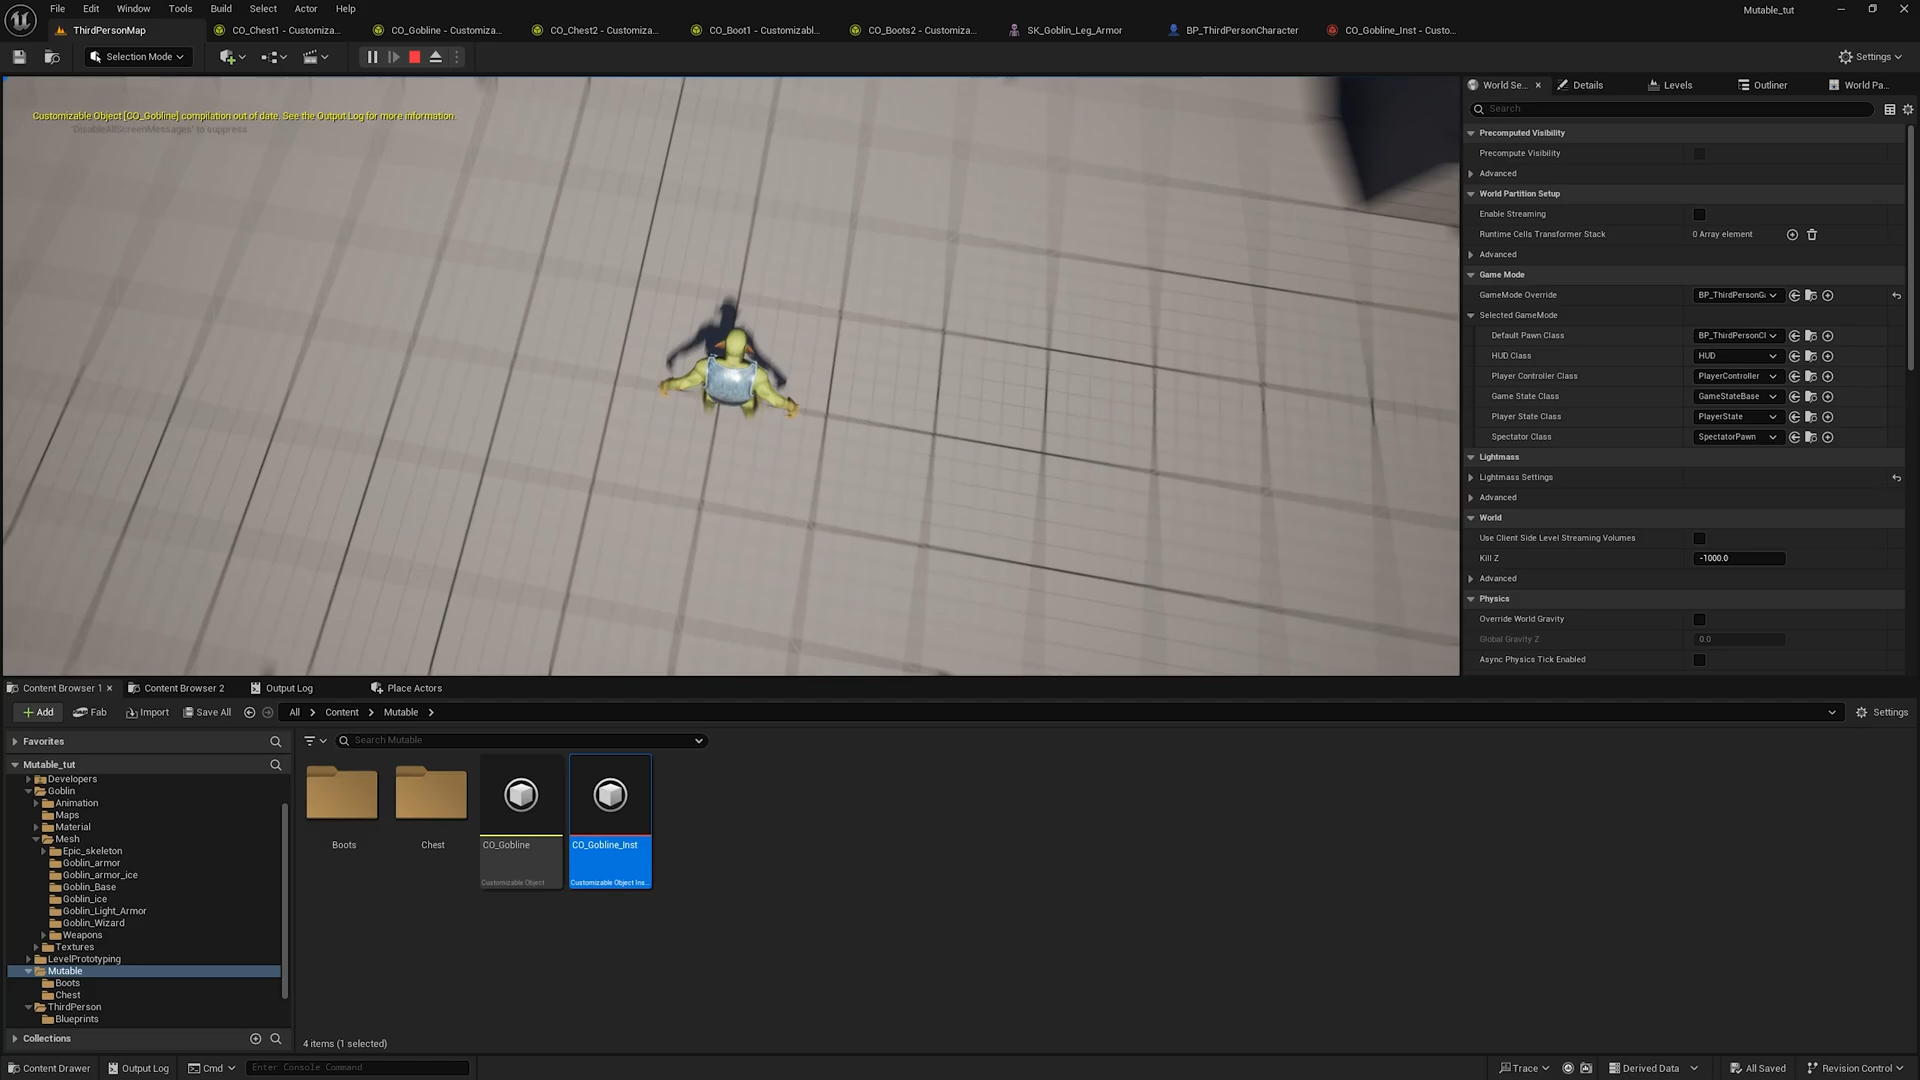 File Edit Window Tools Build Select Actor Help
Mutable_tut
ThirdPersonMap
CO_Chest1 - Customiza...
CO_Gobline - Customiza...
CO_Chest2 - Customiza...
CO_Boot1 - Customizabl...
CO_Boots2 - Customiza...
SK_Goblin_Leg_Armor
BP_ThirdPersonCharacter
CO_Gobline_Inst - Custo...
Selection Mode
Settings
Customizable Object [CO_Gobline] compilation out of date. See the Output Log for more information.
'DisableAllScreenMessages' to suppress
World Se...
Details
Levels
Outliner
World Pa...
Search
Precomputed Visibility
Precompute Visibility
Advanced
World Partition Setup
Enable Streaming
Runtime Cells Transformer Stack 0 Array element
Advanced
Game Mode
GameMode Override BP_ThirdPersonG
Selected GameMode
Default Pawn Class BP_ThirdPersonCl
HUD Class HUD
Player Controller Class PlayerController
Game State Class GameStateBase
Player State Class PlayerState
Spectator Class SpectatorPawn
Lightmass
Lightmass Settings
Advanced
World
Use Client Side Level Streaming Volumes
Kill Z -1000.0
Advanced
Physics
Override World Gravity
Global Gravity Z 0.0
Async Physics Tick Enabled
Content Browser 1
Content Browser 2
Output Log
Place Actors
Add Fab Import Save All All Content Mutable Settings
Favorites
Search Mutable
Mutable_tut
Developers
Goblin
Animation
Maps
Material
Mesh
Epic_skeleton
Goblin_armor
Goblin_armor_ice
Goblin_Base
Goblin_ice
Goblin_Light_Armor
Goblin_Wizard
Weapons
Textures
LevelPrototyping
Mutable
Boots
Chest
ThirdPerson
Blueprints
Collections
Boots
Chest
CO_Gobline
Customizable Object
CO_Gobline_Inst
Customizable Object Ins...
4 items (1 selected)
Content Drawer Output Log Cmd Enter Console Command Trace Derived Data All Saved Revision Control